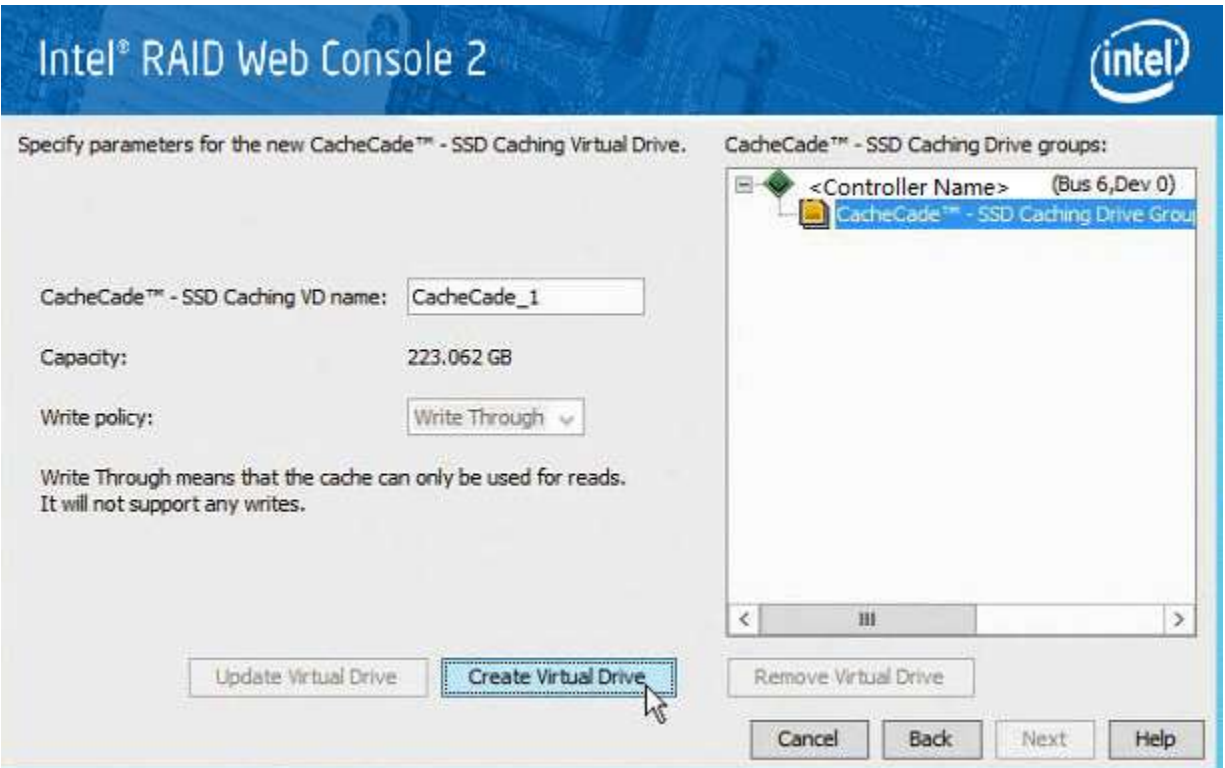 Intel® RAID Web Console 2
intel
Specify parameters for the new CacheCade™ - SSD Caching Virtual Drive.
CacheCade™ - SSD Caching Drive groups:
<Controller Name> (Bus 6,Dev 0)
CacheCade™ - SSD Caching Drive Grou
CacheCade™ - SSD Caching VD name: CacheCade_1
Capacity: 223.062 GB
Write policy: Write Through
Write Through means that the cache can only be used for reads.
It will not support any writes.
Update Virtual Drive Create Virtual Drive Remove Virtual Drive
Cancel Back Next Help